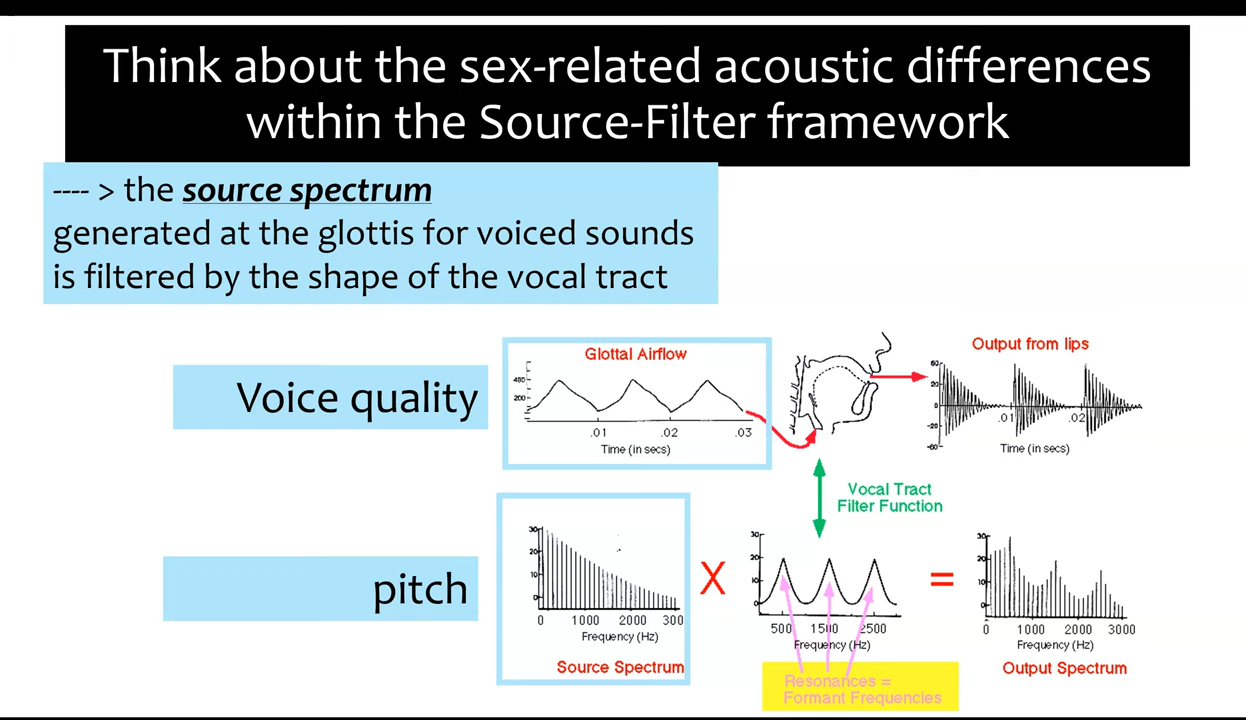 Think about the sex-related acoustic differences
within the Source-Filter framework
---- > the source spectrum
generated at the glottis for voiced sounds
is filtered by the shape of the vocal tract
Voice quality
Glottal Airflow
400
200
.01 .02 .03
Time (in secs)
Output from lips
20
0
-20
-60
.01 .02
Time (in secs)
Vocal Tract
Filter Function
pitch
30
20
10
0
0 1000 2000 300
Frequency (Hz)
Source Spectrum
X
30
20
10
0
500 1500 2500
Frequency (Hz)
Resonances =
Formant Frequencies
=
30
20
10
0
0 1000 2000 3000
Frequency (Hz)
Output Spectrum